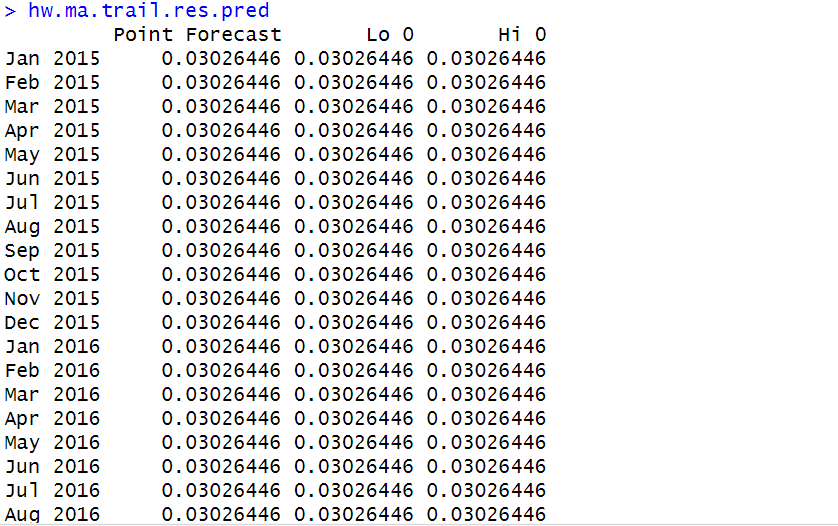 > hw.ma.trail.res.pred
Point Forecast Lo 0 Hi 0
Jan 2015 0.03026446 0.03026446 0.03026446
Feb 2015 0.03026446 0.03026446 0.03026446
Mar 2015 0.03026446 0.03026446 0.03026446
Apr 2015 0.03026446 0.03026446 0.03026446
May 2015 0.03026446 0.03026446 0.03026446
Jun 2015 0.03026446 0.03026446 0.03026446
Jul 2015 0.03026446 0.03026446 0.03026446
Aug 2015 0.03026446 0.03026446 0.03026446
Sep 2015 0.03026446 0.03026446 0.03026446
Oct 2015 0.03026446 0.03026446 0.03026446
Nov 2015 0.03026446 0.03026446 0.03026446
Dec 2015 0.03026446 0.03026446 0.03026446
Jan 2016 0.03026446 0.03026446 0.03026446
Feb 2016 0.03026446 0.03026446 0.03026446
Mar 2016 0.03026446 0.03026446 0.03026446
Apr 2016 0.03026446 0.03026446 0.03026446
May 2016 0.03026446 0.03026446 0.03026446
Jun 2016 0.03026446 0.03026446 0.03026446
Jul 2016 0.03026446 0.03026446 0.03026446
Aug 2016 0.03026446 0.03026446 0.03026446